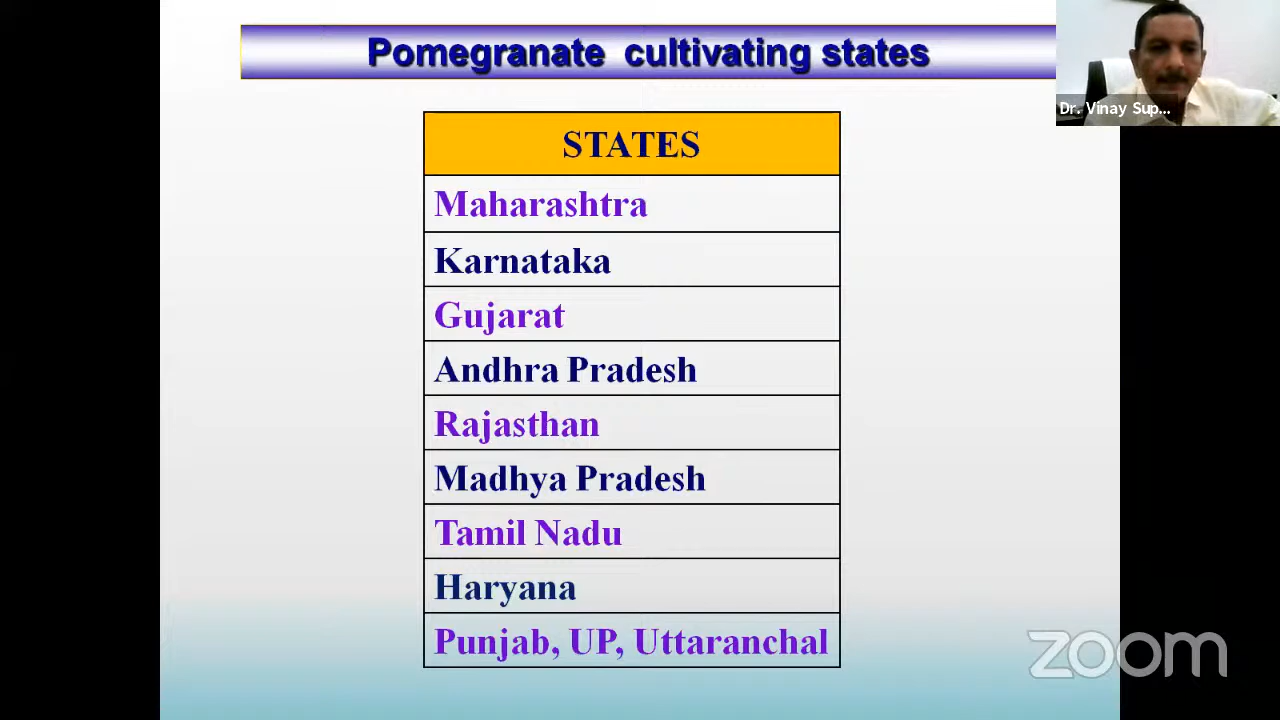 Pomegranate cultivating states
Dr. Vinay Sup...
STATES
Maharashtra
Karnataka
Gujarat
Andhra Pradesh
Rajasthan
Madhya Pradesh
Tamil Nadu
Haryana
Punjab, UP, Uttaranchal
zoom